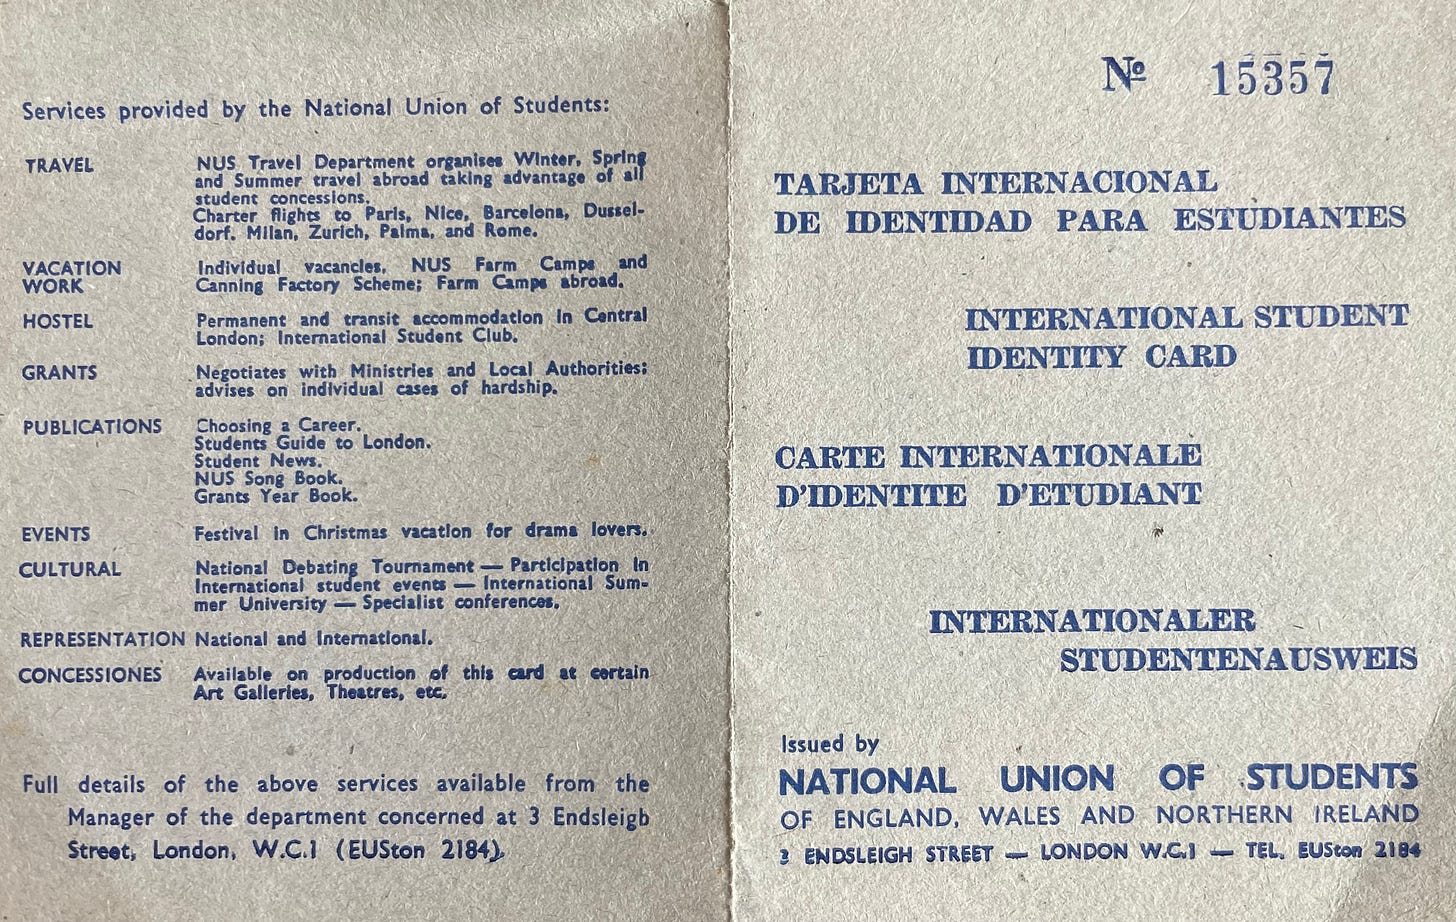 Services provided by the National Union of Students:
TRAVEL NUS Travel Department organises Winter, Spring
and Summer travel abroad taking advantage of all
student concessions.
Charter flights to Paris, Nice, Barcelona, Dussel-
dorf, Milan, Zurich, Palma, and Rome.
VACATION Individual vacancies, NUS Farm Camps and
WORK Canning Factory Scheme; Farm Camps abroad.
HOSTEL Permanent and transit accommodation in Central
London; International Student Club.
GRANTS Negotiates with Ministries and Local Authorities;
advises on individual cases of hardship.
PUBLICATIONS Choosing a Career.
Students Guide to London.
Student News.
NUS Song Book.
Grants Year Book.
EVENTS Festival in Christmas vacation for drama lovers.
CULTURAL National Debating Tournament — Participation in
International student events — International Sum-
mer University — Specialist conferences.
REPRESENTATION National and International.
CONCESSIONES Available on production of this card at certain
Art Galleries, Theatres, etc.
Full details of the above services available from the
Manager of the department concerned at 3 Endsleigb
Street, London, W.C.1 (EUSton 2184).
Nº 15357
TARJETA INTERNACIONAL
DE IDENTIDAD PARA ESTUDIANTES
INTERNATIONAL STUDENT
IDENTITY CARD
CARTE INTERNATIONALE
D'IDENTITE D'ETUDIANT
INTERNATIONALER
STUDENTENAUSWEIS
Issued by
NATIONAL UNION OF STUDENTS
OF ENGLAND, WALES AND NORTHERN IRELAND
3 ENDSLEIGH STREET — LONDON W.C.1 — TEL. EUSton 2184